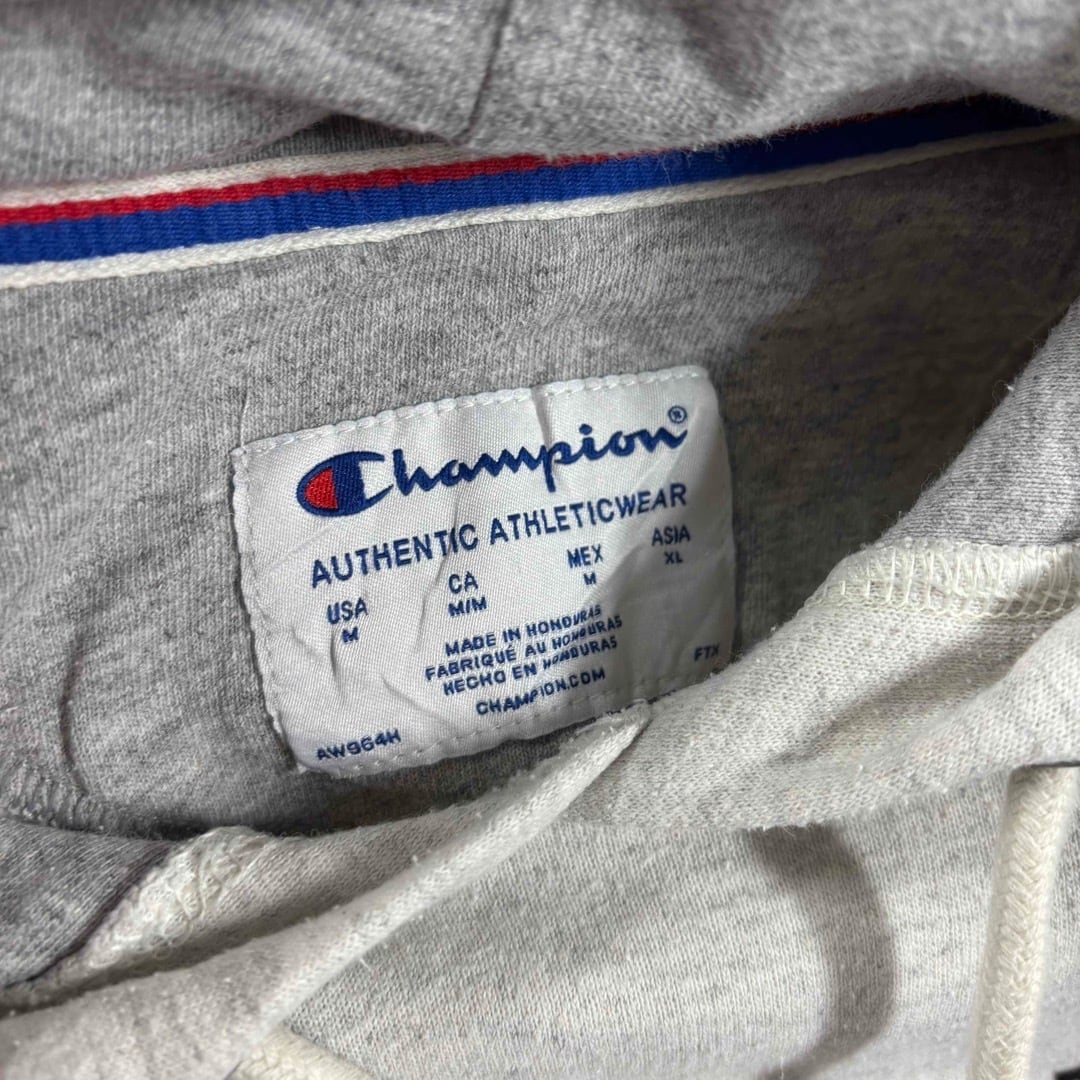 Champion®
AUTHENTIC ATHLETICWEAR
USA CA MEX ASIA
M M/M M XL
MADE IN HONDURAS
FABRIQUÉ AU HONDURAS
HECHO EN HONDURAS
CHAMPION.COM
AW964H FTX